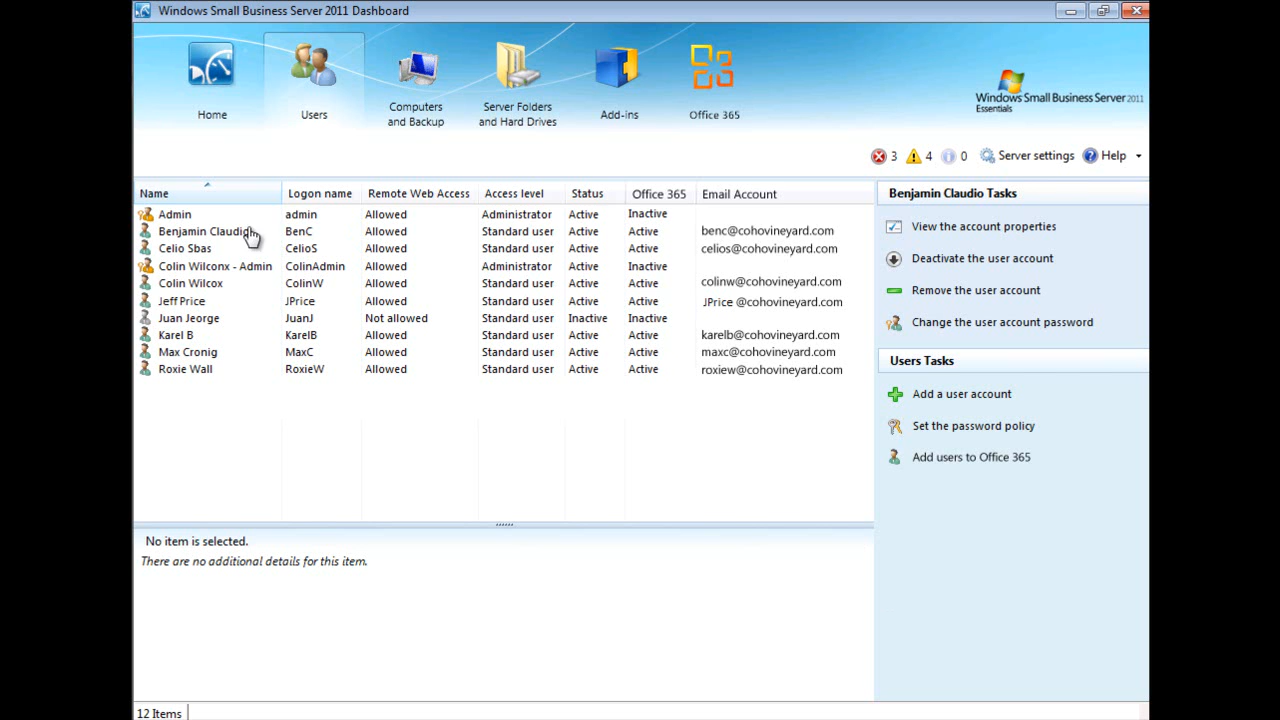 Windows Small Business Server 2011 Dashboard
Home
Users
Computers
and Backup
Server Folders
and Hard Drives
Add-ins
Office 365
Windows Small Business Server 2011
Essentials
3 4 0 Server settings Help
Name Logon name Remote Web Access Access level Status Office 365 Email Account
Admin admin Allowed Administrator Active Inactive
Benjamin Claudio BenC Allowed Standard user Active Active benc@cohovineyard.com
Celio Sbas CelioS Allowed Standard user Active Active celios@cohovineyard.com
Colin Wilconx - Admin ColinAdmin Allowed Administrator Active Inactive
Colin Wilcox ColinW Allowed Standard user Active Active colinw@cohovineyard.com
Jeff Price JPrice Allowed Standard user Active Active JPrice @cohovineyard.com
Juan Jeorge JuanJ Not allowed Standard user Inactive Inactive
Karel B KarelB Allowed Standard user Active Active karelb@cohovineyard.com
Max Cronig MaxC Allowed Standard user Active Active maxc@cohovineyard.com
Roxie Wall RoxieW Allowed Standard user Active Active roxiew@cohovineyard.com
Benjamin Claudio Tasks
View the account properties
Deactivate the user account
Remove the user account
Change the user account password
Users Tasks
Add a user account
Set the password policy
Add users to Office 365
No item is selected.
There are no additional details for this item.
12 Items